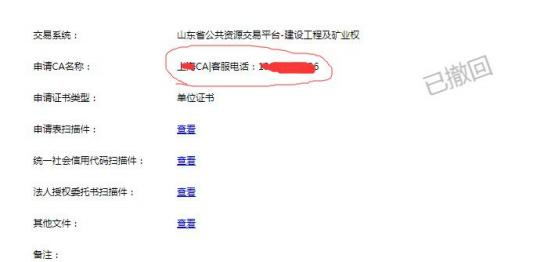 交易系统： 山东省公共资源交易平台-建设工程及矿业权
申请CA名称： 上海CA|客服电话：1 6
已撤回
申请证书类型： 单位证书
申请表扫描件： 查看
统一社会信用代码扫描件： 查看
法人授权委托书扫描件： 查看
其他文件： 查看
备注：